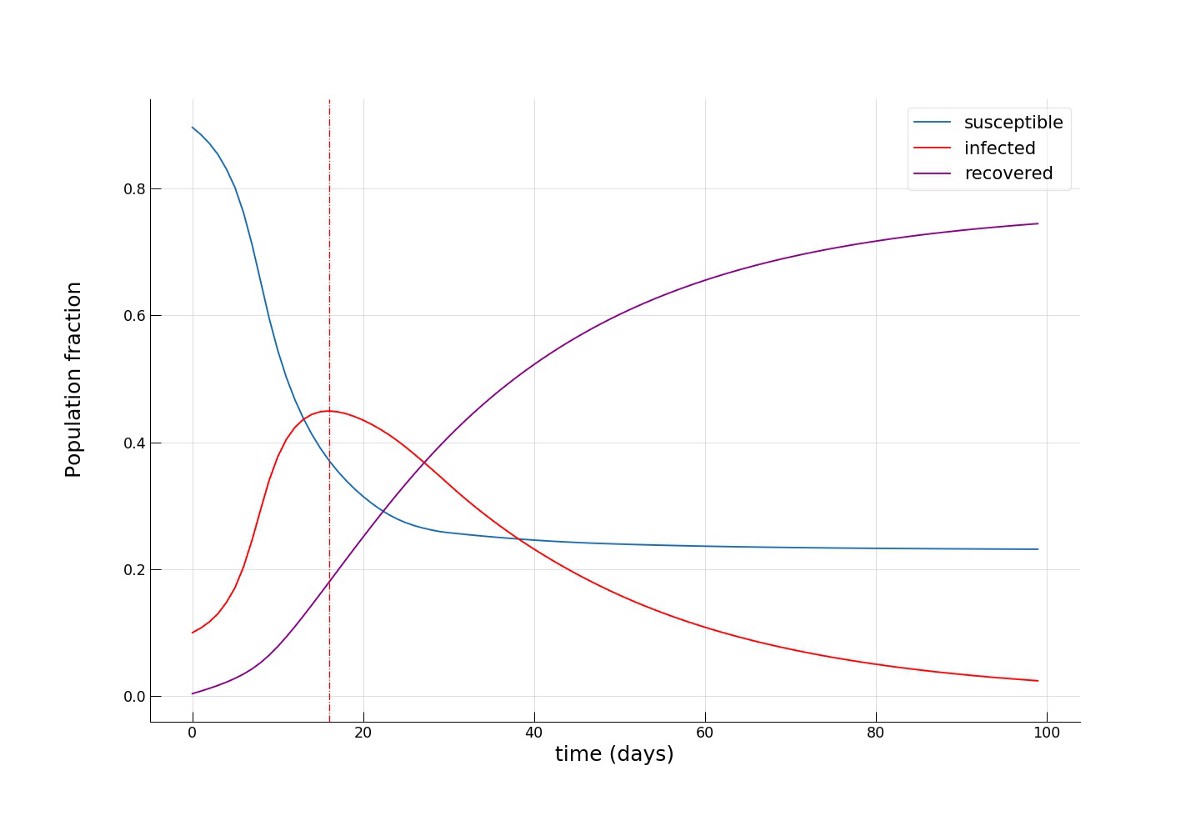 susceptible
infected
recovered
Population fraction
0.8
0.6
0.4
0.2
0.0
0 20 40 60 80 100
time (days)